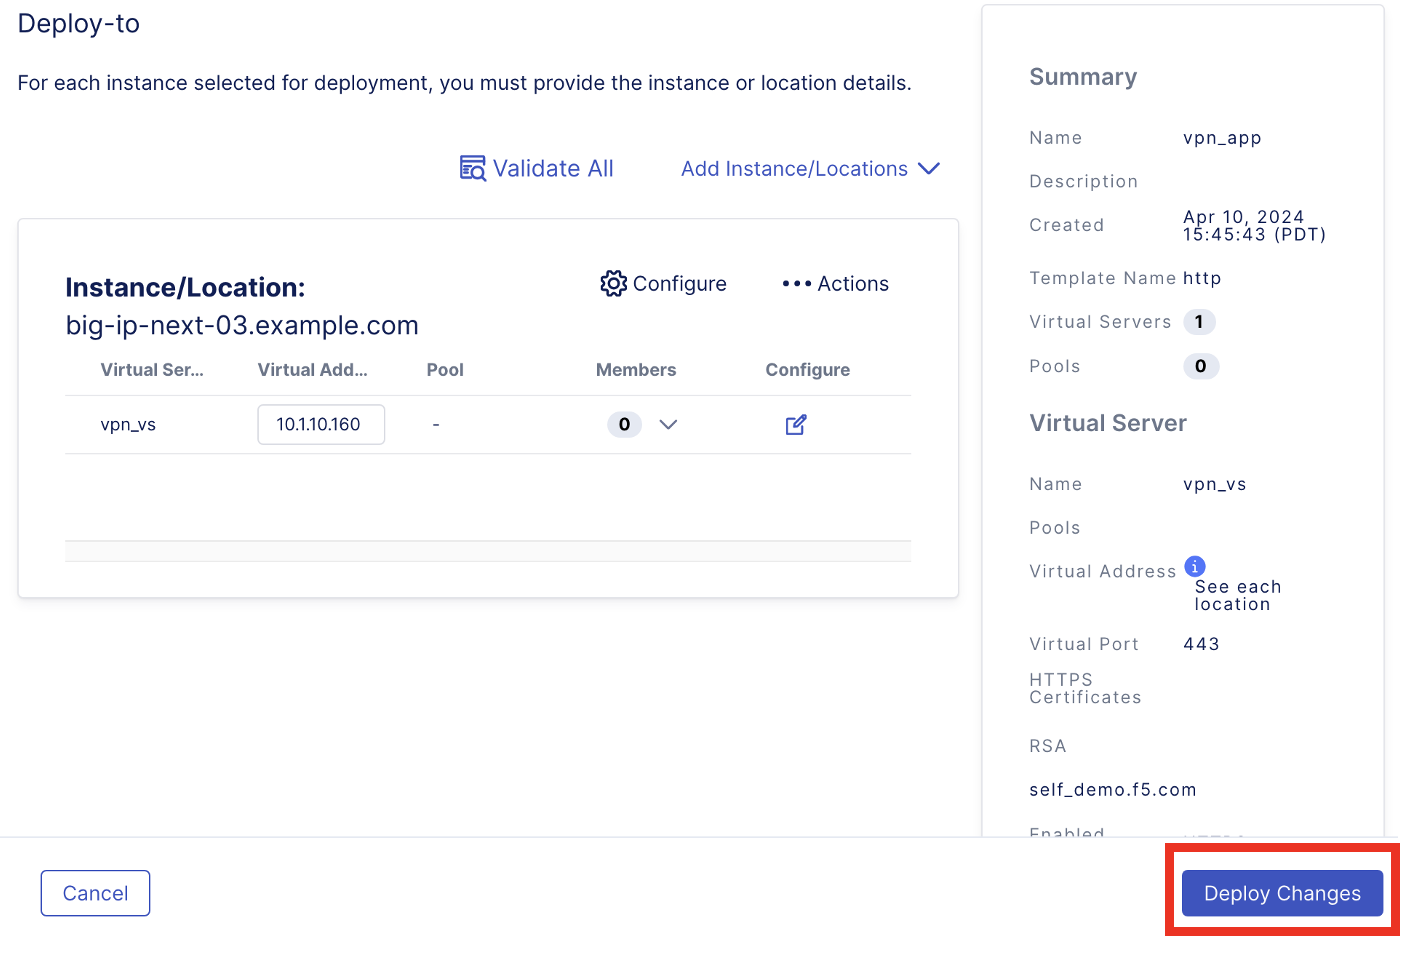 Deploy-to
For each instance selected for deployment, you must provide the instance or location details.
Validate All
Add Instance/Locations
Instance/Location:
big-ip-next-03.example.com
Configure
Actions
Virtual Ser... Virtual Add... Pool Members Configure
vpn_vs 10.1.10.160 - 0
Summary
Name vpn_app
Description
Created Apr 10, 2024
15:45:43 (PDT)
Template Name http
Virtual Servers 1
Pools 0
Virtual Server
Name vpn_vs
Pools
Virtual Address i
See each
location
Virtual Port 443
HTTPS
Certificates
RSA
self_demo.f5.com
Enabled
Cancel
Deploy Changes